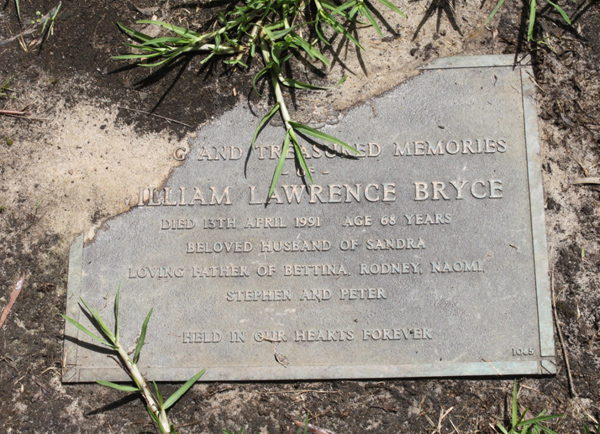 G AND TREASURED MEMORIES
- OF -
ILLIAM LAWRENCE BRYCE
DIED 13TH APRIL 1991 AGE 68 YEARS
BELOVED HUSBAND OF SANDRA
LOVING FATHER OF BETTINA, RODNEY, NAOMI,
STEPHEN AND PETER
HELD IN OUR HEARTS FOREVER
1045